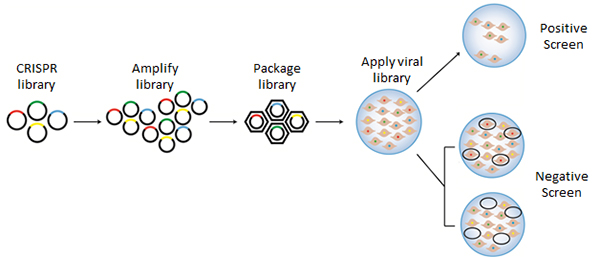 CRISPR
library
Amplify
library
Package
library
Apply viral
library
Positive
Screen
Negative
Screen